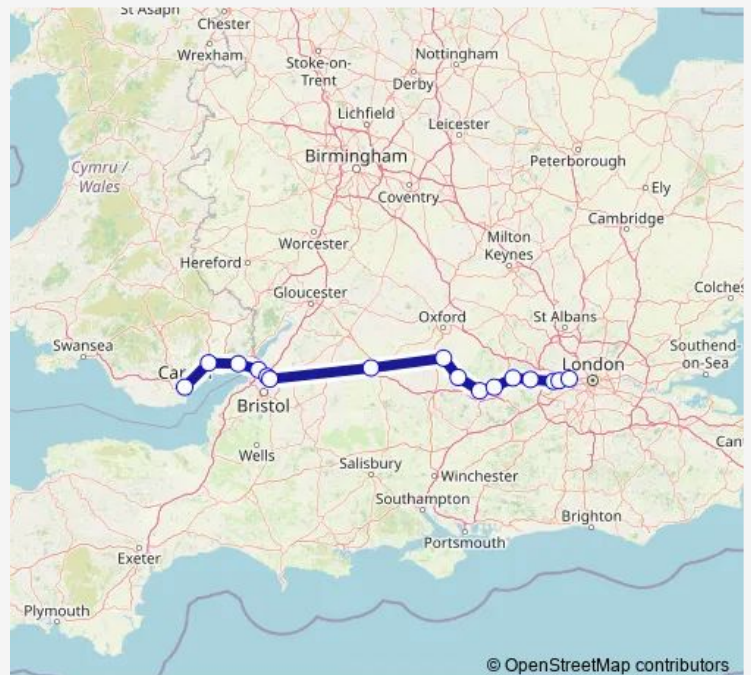 St Asaph
Chester
Wrexham
Stoke-on-
Trent
Nottingham
Derby
Lichfield
Leicester
Birmingham
Peterborough
Cymru /
Wales
Coventry
Ely
Cambridge
Worcester
Milton
Keynes
Hereford
Gloucester
Colches
Oxford
St Albans
Swansea
Southend-
on-Sea
London
Car
Bristol
Cant
Wells
Salisbury
Winchester
Southampton
Brighton
Portsmouth
Exeter
Plymouth
© OpenStreetMap contributors